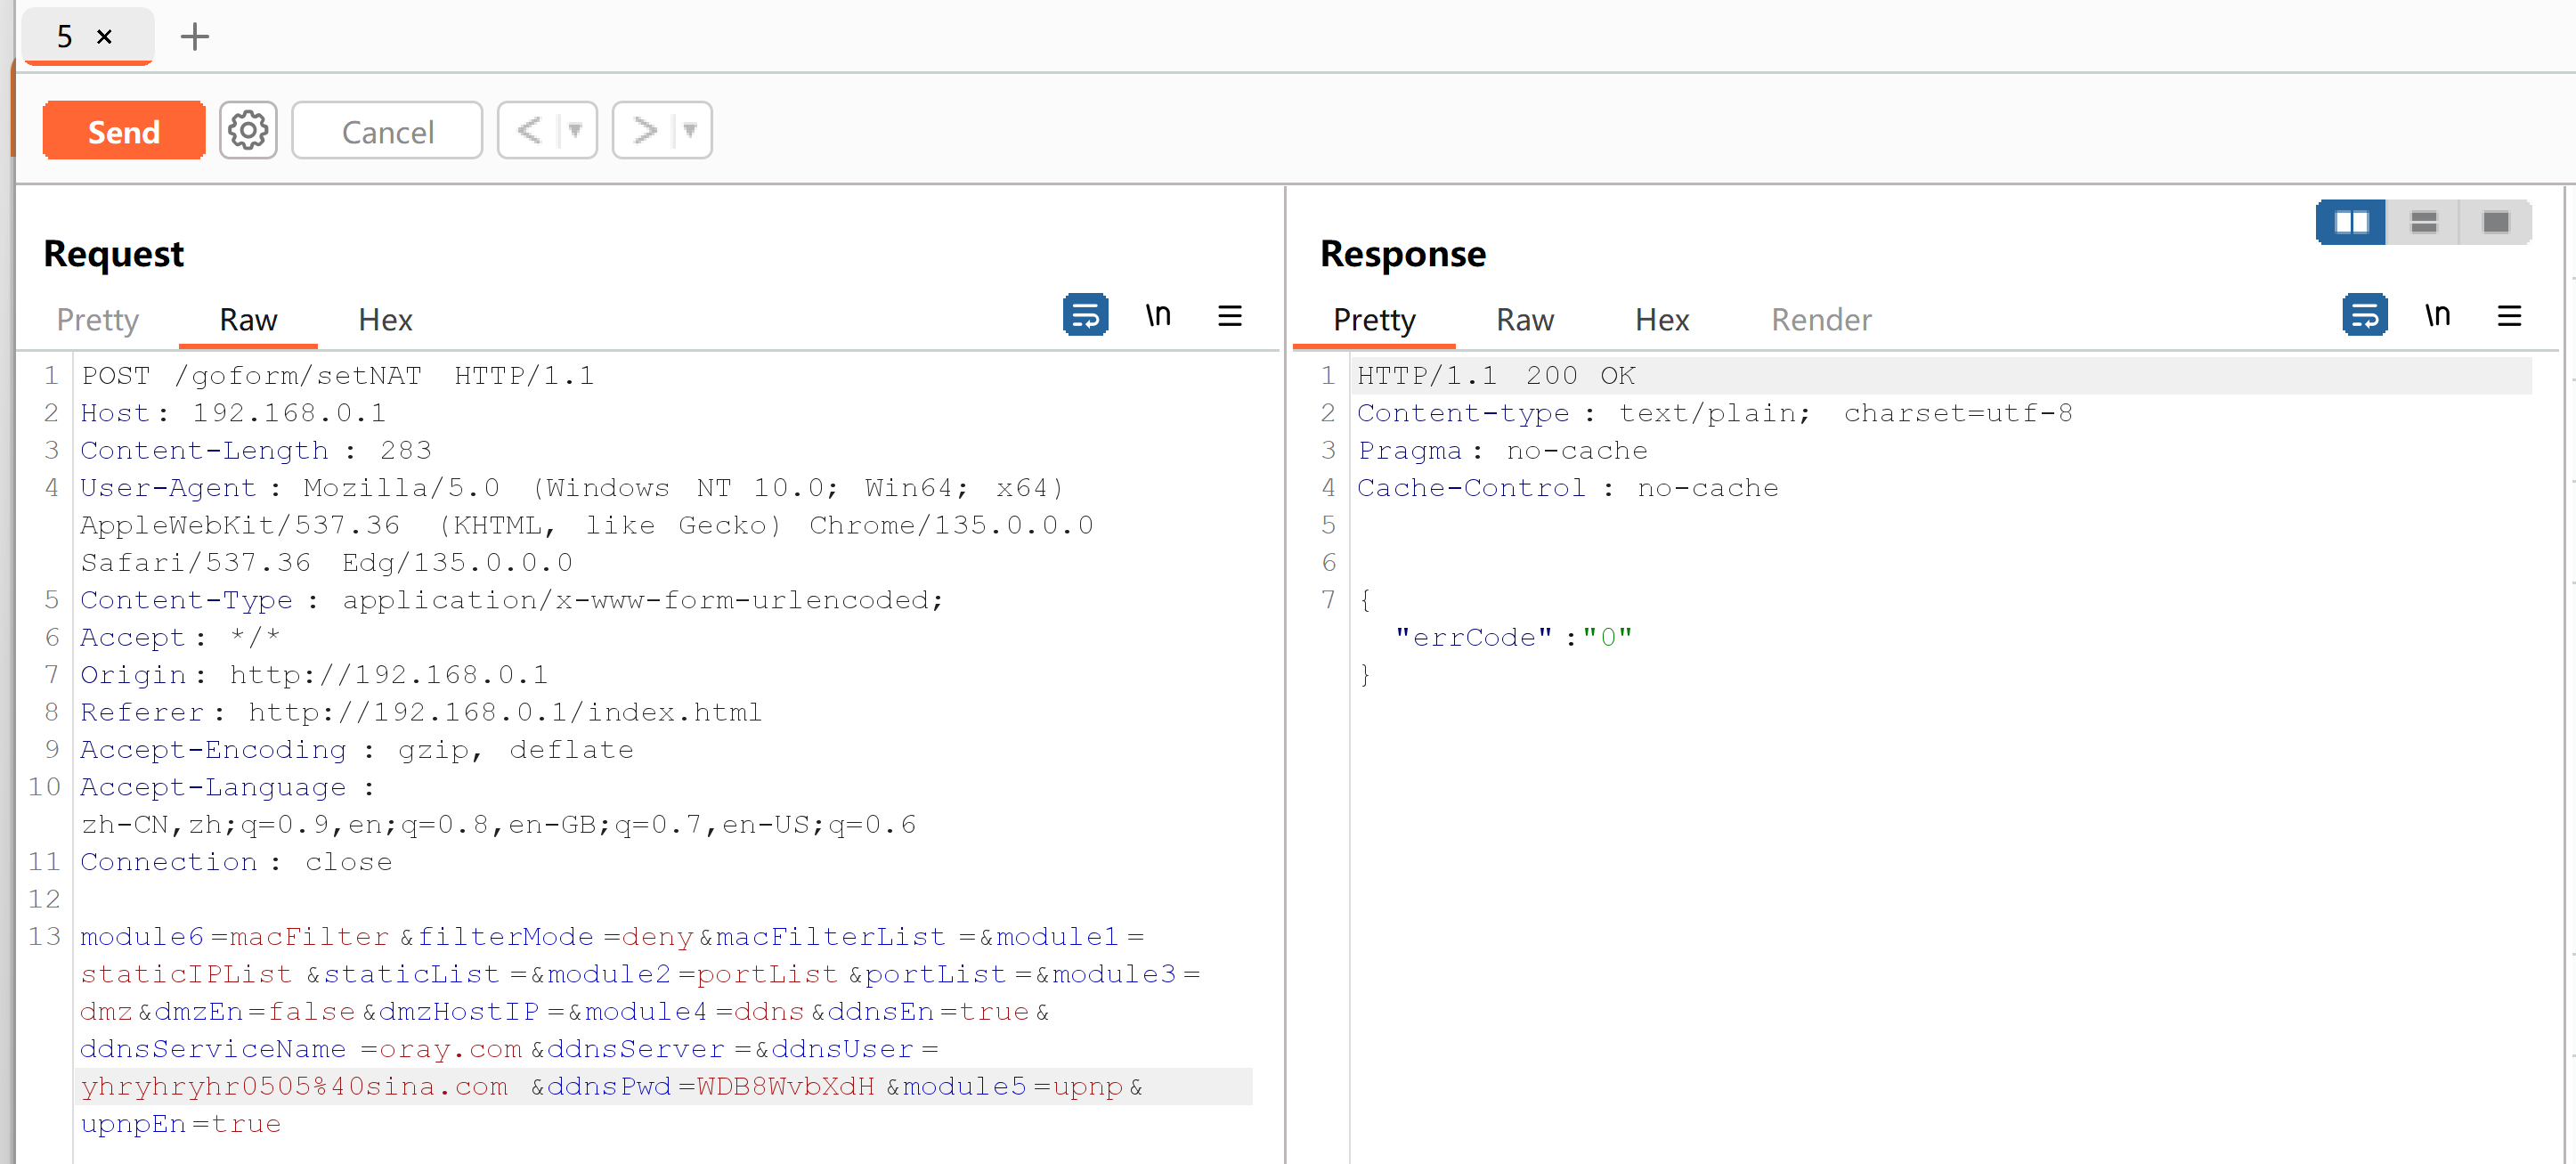 5 ×
Send
Cancel
Request
Pretty Raw Hex
\n
1 POST /goform/setNAT HTTP/1.1
2 Host: 192.168.0.1
3 Content-Length: 283
4 User-Agent: Mozilla/5.0 (Windows NT 10.0; Win64; x64)
AppleWebKit/537.36 (KHTML, like Gecko) Chrome/135.0.0.0
Safari/537.36 Edg/135.0.0.0
5 Content-Type: application/x-www-form-urlencoded;
6 Accept: */*
7 Origin: http://192.168.0.1
8 Referer: http://192.168.0.1/index.html
9 Accept-Encoding: gzip, deflate
10 Accept-Language:
zh-CN,zh;q=0.9,en;q=0.8,en-GB;q=0.7,en-US;q=0.6
11 Connection: close
12
13 module6=macFilter&filterMode=deny&macFilterList=&module1=
staticIPList&staticList=&module2=portList&portList=&module3=
dmz&dmzEn=false&dmzHostIP=&module4=ddns&ddnsEn=true&
ddnsServiceName=oray.com&ddnsServer=&ddnsUser=
yhryhryhr0505%40sina.com&ddnsPwd=WDB8WvbXdH&module5=upnp&
upnpEn=true
Response
Pretty Raw Hex Render
\n
1 HTTP/1.1 200 OK
2 Content-type: text/plain; charset=utf-8
3 Pragma: no-cache
4 Cache-Control: no-cache
5
6
7 {
"errCode":"0"
}